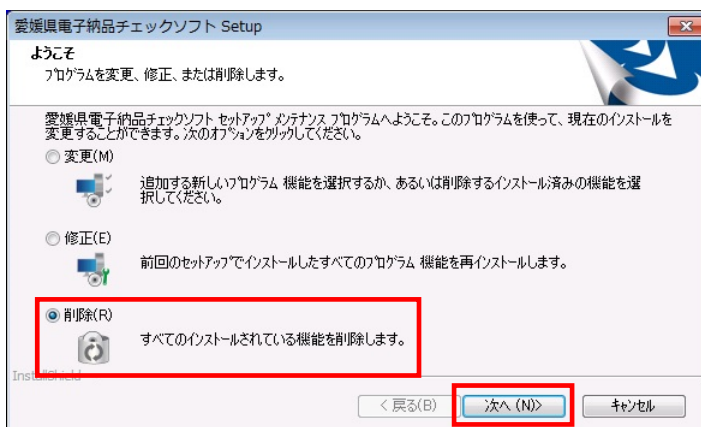 愛媛県電子納品チェックソフト Setup
ようこそ
プログラムを変更、修正、または削除します。
愛媛県電子納品チェックソフト セットアップ メンテナンス プログラムへようこそ。このプログラムを使って、現在のインストールを
変更することができます。次のオプションをクリックしてください。
変更(M)
追加する新しいプログラム 機能を選択するか、あるいは削除するインストール済みの機能を選
択してください。
修正(E)
前回のセットアップでインストールしたすべてのプログラム 機能を再インストールします。
削除(R)
すべてのインストールされている機能を削除します。
InstallShield
< 戻る(B)
次へ (N)>
キャンセル